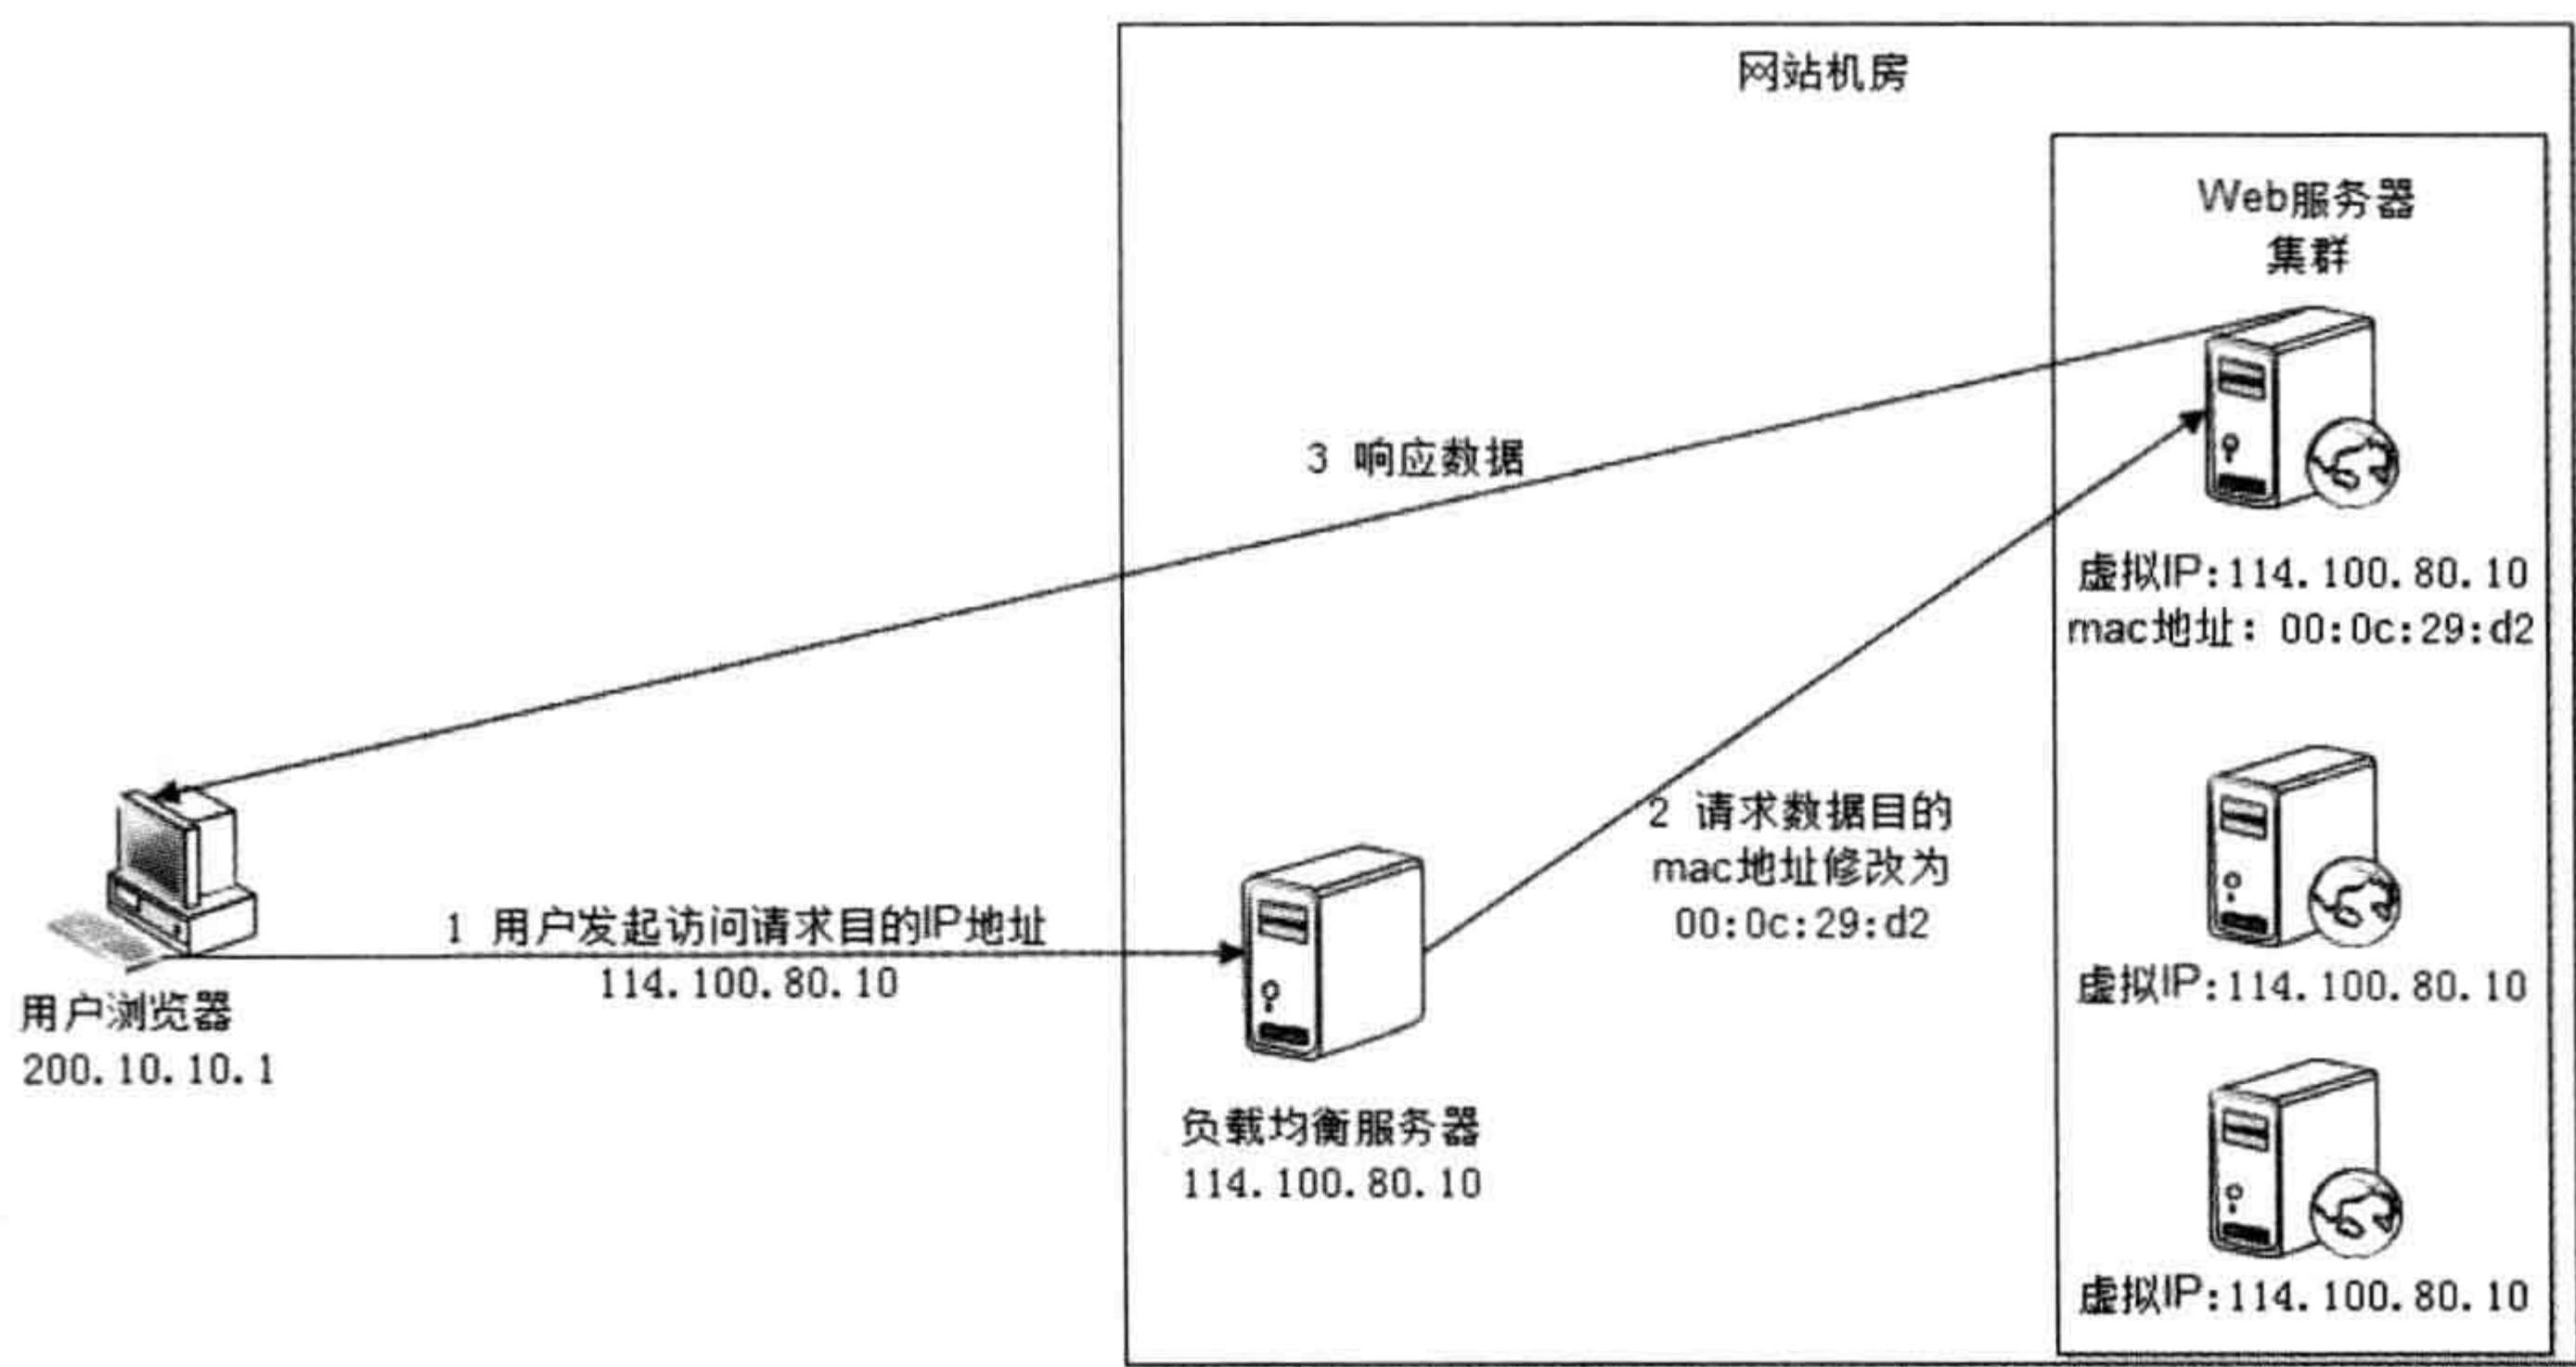 网站机房
Web服务器
集群
3 响应数据
虚拟IP:114.100.80.10
mac地址: 00:0c:29:d2
2 请求数据目的
mac地址修改为
00:0c:29:d2
1 用户发起访问请求目的IP地址
114.100.80.10
用户浏览器
200.10.10.1
虚拟IP:114.100.80.10
负载均衡服务器
114.100.80.10
虚拟IP:114.100.80.10